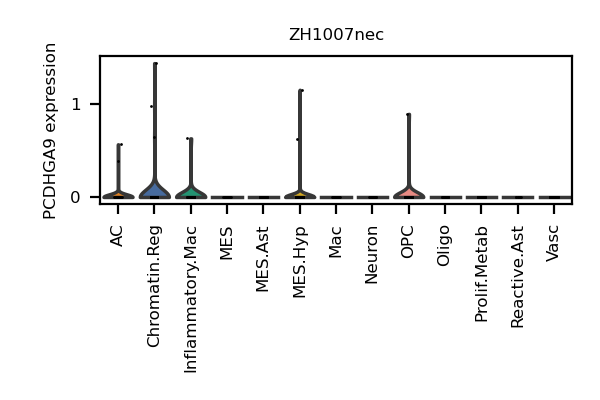 ZH1007nec
PCDHGA9 expression
1
0
AC
Chromatin.Reg
Inflammatory.Mac
MES
MES.Ast
MES.Hyp
Mac
Neuron
OPC
Oligo
Prolif.Metab
Reactive.Ast
Vasc